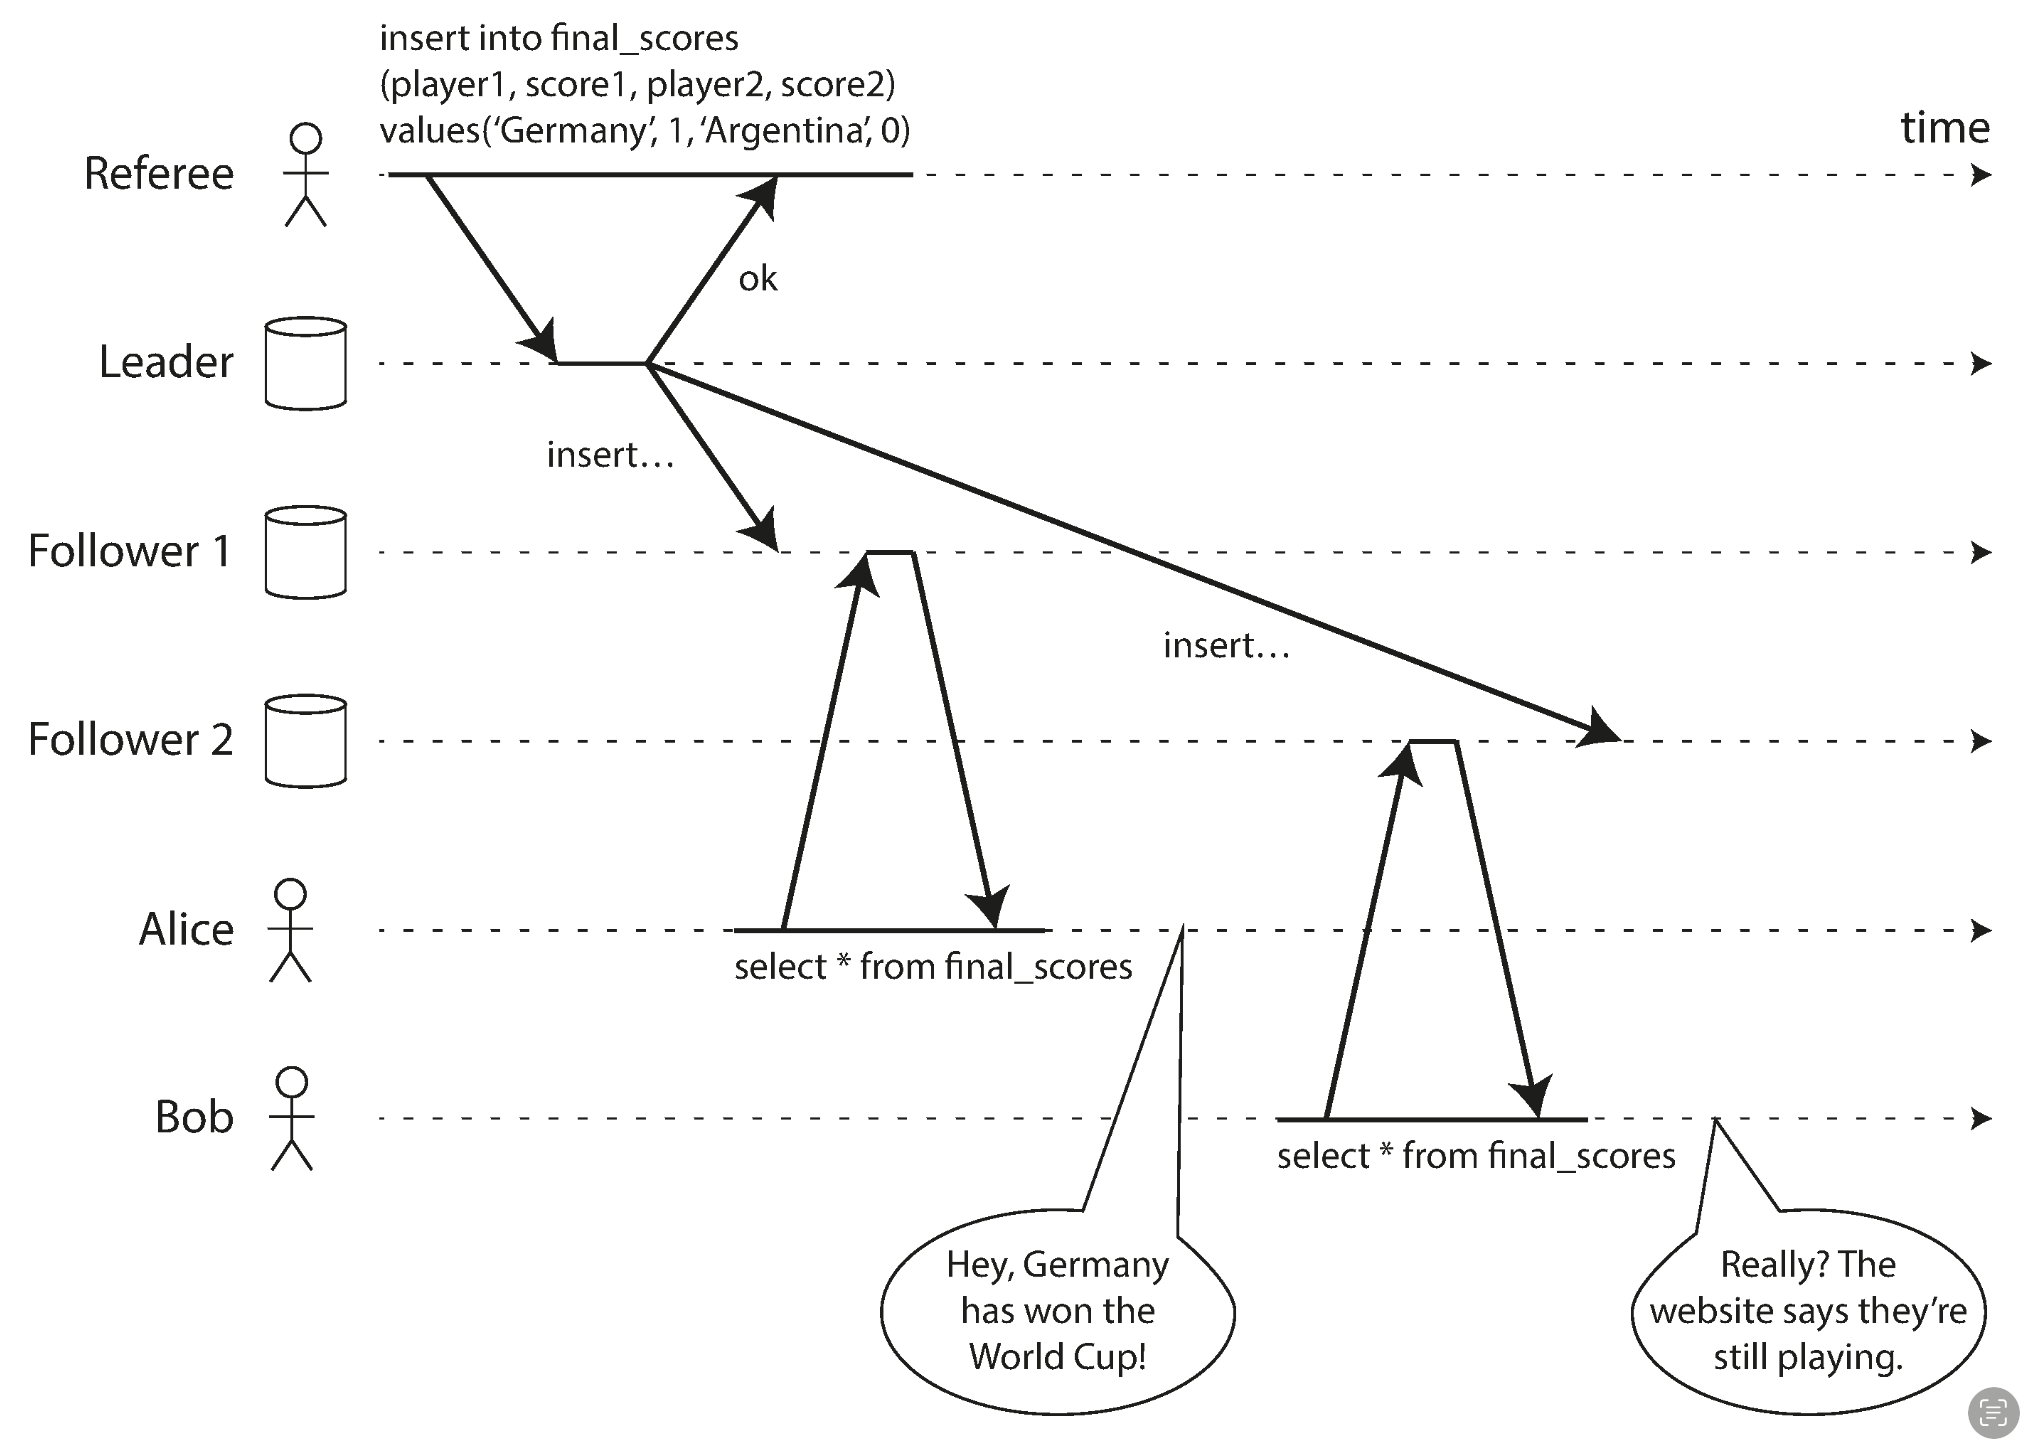 insert into final_scores
(player1, score1, player2, score2)
values(‘Germany’, 1, ‘Argentina’, 0)
time
Referee
ok
Leader
insert…
Follower 1
insert…
Follower 2
Alice
select * from final_scores
Bob
select * from final_scores
Hey, Germany
has won the
World Cup!
Really? The
website says they’re
still playing.